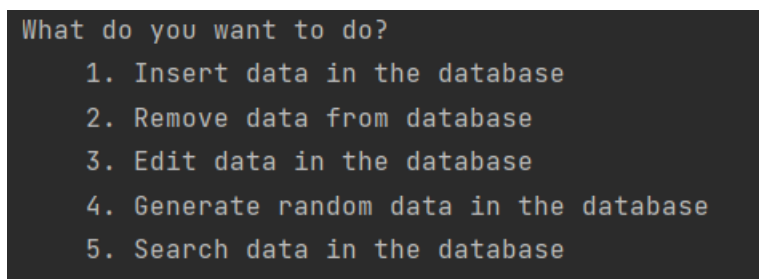 What do you want to do?
1. Insert data in the database
2. Remove data from database
3. Edit data in the database
4. Generate random data in the database
5. Search data in the database